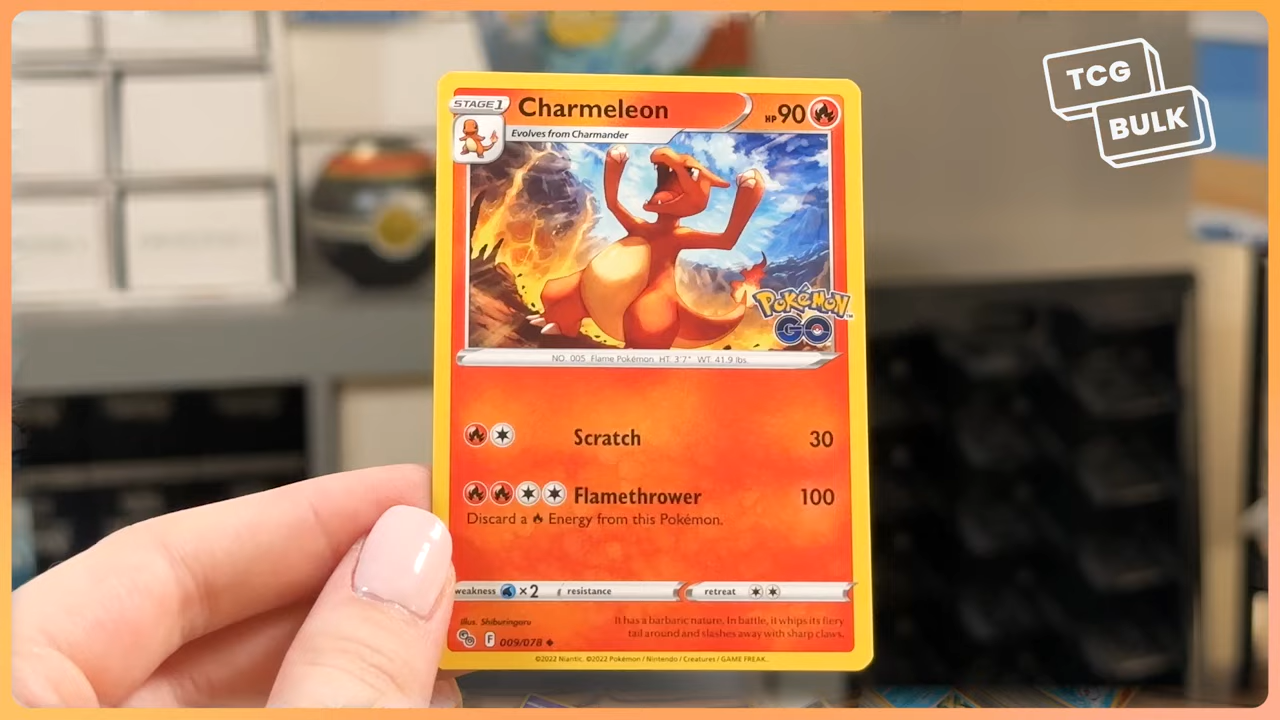 TCG
BULK
STAGE 1
Charmeleon
HP 90
Evolves from Charmander
POKéMON
GO
NO. 005 Flame Pokémon HT: 3'7" WT: 41.9 lbs.
Scratch 30
Flamethrower 100
Discard a Energy from this Pokémon.
weakness ×2 resistance retreat
Illus. Shiburingaru
It has a barbaric nature. In battle, it whips its fiery
tail around and slashes away with sharp claws.
F 009/078
©2022 Niantic. ©2022 Pokémon / Nintendo / Creatures / GAME FREAK.